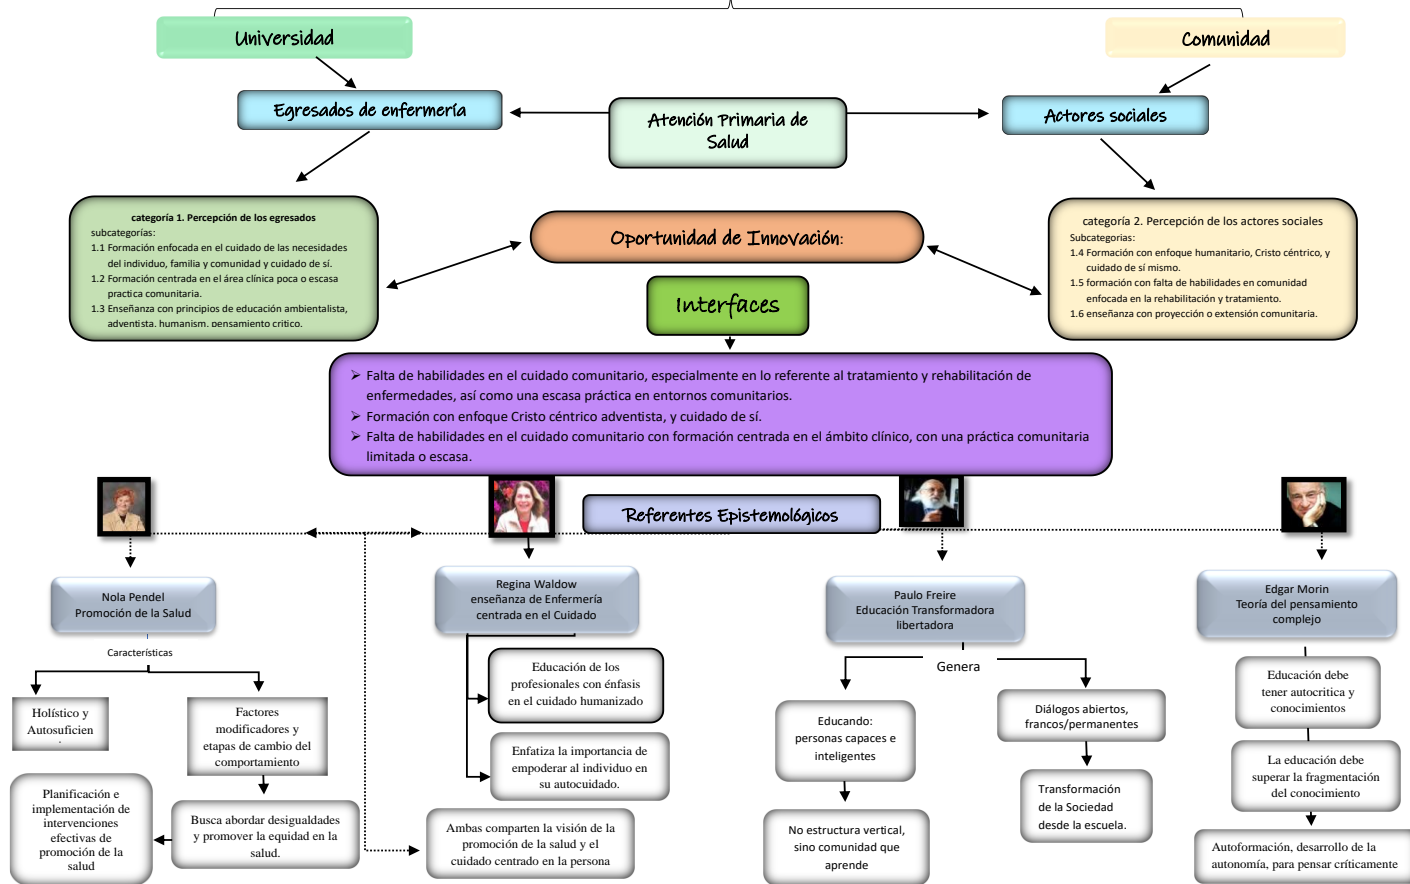 Universidad
Comunidad
Egresados de enfermería
Atención Primaria de
Salud
Actores sociales
categoría 1. Percepción de los egresados
subcategorías:
1.1 Formación enfocada en el cuidado de las necesidades
del individuo, familia y comunidad y cuidado de sí.
1.2 Formación centrada en el área clínica poca o escasa
practica comunitaria.
1.3 Enseñanza con principios de educación ambientalista,
adventista, humanism, pensamiento critico.
Oportunidad de Innovación:
categoría 2. Percepción de los actores sociales
Subcategorias:
1.4 Formación con enfoque humanitario, Cristo céntrico, y
cuidado de sí mismo.
1.5 formación con falta de habilidades en comunidad
enfocada en la rehabilitación y tratamiento.
1.6 enseñanza con proyección o extensión comunitaria.
Interfaces
➢ Falta de habilidades en el cuidado comunitario, especialmente en lo referente al tratamiento y rehabilitación de
enfermedades, así como una escasa práctica en entornos comunitarios.
➢ Formación con enfoque Cristo céntrico adventista, y cuidado de sí.
➢ Falta de habilidades en el cuidado comunitario con formación centrada en el ámbito clínico, con una práctica comunitaria
limitada o escasa.
Referentes Epistemológicos
Nola Pendel
Promoción de la Salud
Regina Waldow
enseñanza de Enfermería
centrada en el Cuidado
Paulo Freire
Educación Transformadora
libertadora
Edgar Morin
Teoría del pensamiento
complejo
Características
Genera
Holístico y
Autosuficien
Factores
modificadores y
etapas de cambio del
comportamiento
Educación de los
profesionales con énfasis
en el cuidado humanizado
Educando:
personas capaces e
inteligentes
Diálogos abiertos,
francos/permanentes
Educación debe
tener autocritica y
conocimientos
Enfatiza la importancia de
empoderar al individuo en
su autocuidado.
La educación debe
superar la fragmentación
del conocimiento
Planificación e
implementación de
intervenciones
efectivas de
promoción de la
salud
Busca abordar desigualdades
y promover la equidad en la
salud.
Ambas comparten la visión de la
promoción de la salud y el
cuidado centrado en la persona
No estructura vertical,
sino comunidad que
aprende
Transformación
de la Sociedad
desde la escuela.
Autoformación, desarrollo de la
autonomía, para pensar críticamente